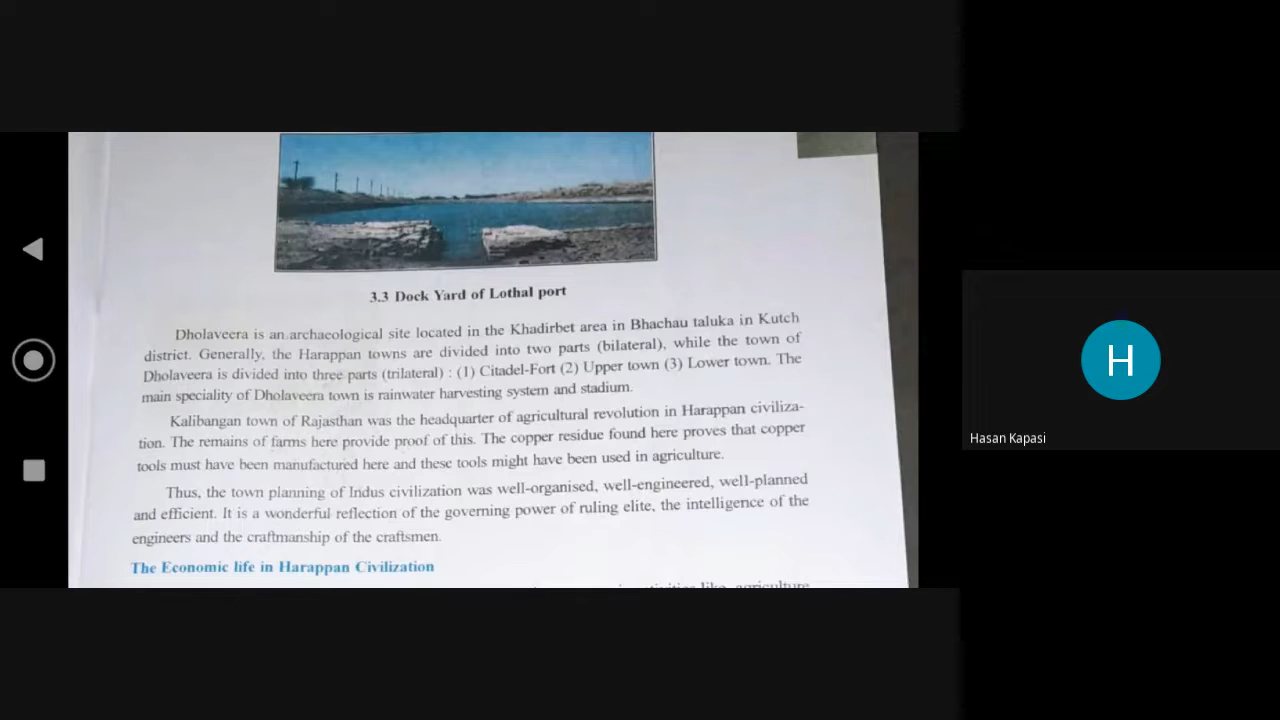 3.3 Dock Yard of Lothal port
Dholaveera is an archaeological site located in the Khadirbet area in Bhachau taluka in Kutch
district. Generally, the Harappan towns are divided into two parts (bilateral), while the town of
Dholaveera is divided into three parts (trilateral) : (1) Citadel-Fort (2) Upper town (3) Lower town. The
main speciality of Dholaveera town is rainwater harvesting system and stadium.
Kalibangan town of Rajasthan was the headquarter of agricultural revolution in Harappan civiliza-
tion. The remains of farms here provide proof of this. The copper residue found here proves that copper
tools must have been manufactured here and these tools might have been used in agriculture.
Thus, the town planning of Indus civilization was well-organised, well-engineered, well-planned
and efficient. It is a wonderful reflection of the governing power of ruling elite, the intelligence of the
engineers and the craftmanship of the craftsmen.
The Economic life in Harappan Civilization
like agriculture
H
Hasan Kapasi